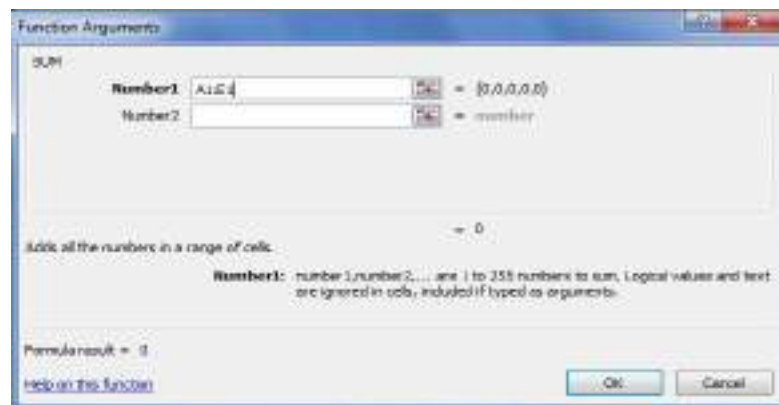 Function Arguments
SUM
Number1 A1:E1 = {0,0,0,0,0}
Number2 = number
= 0
Adds all the numbers in a range of cells.
Number1: number1,number2,... are 1 to 255 numbers to sum. Logical values and text
are ignored in cells, included if typed as arguments.
Formula result = 0
Help on this function
OK Cancel